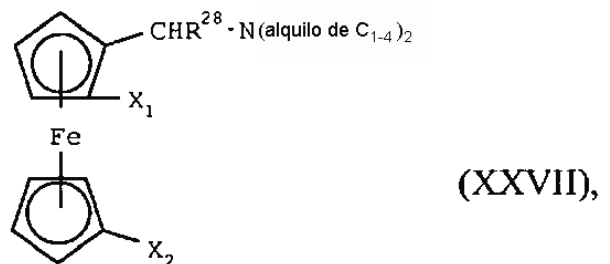 CHR²⁸·N(alquilo de C₁₋₄)₂
X₁
Fe
(XXVII),
X₂